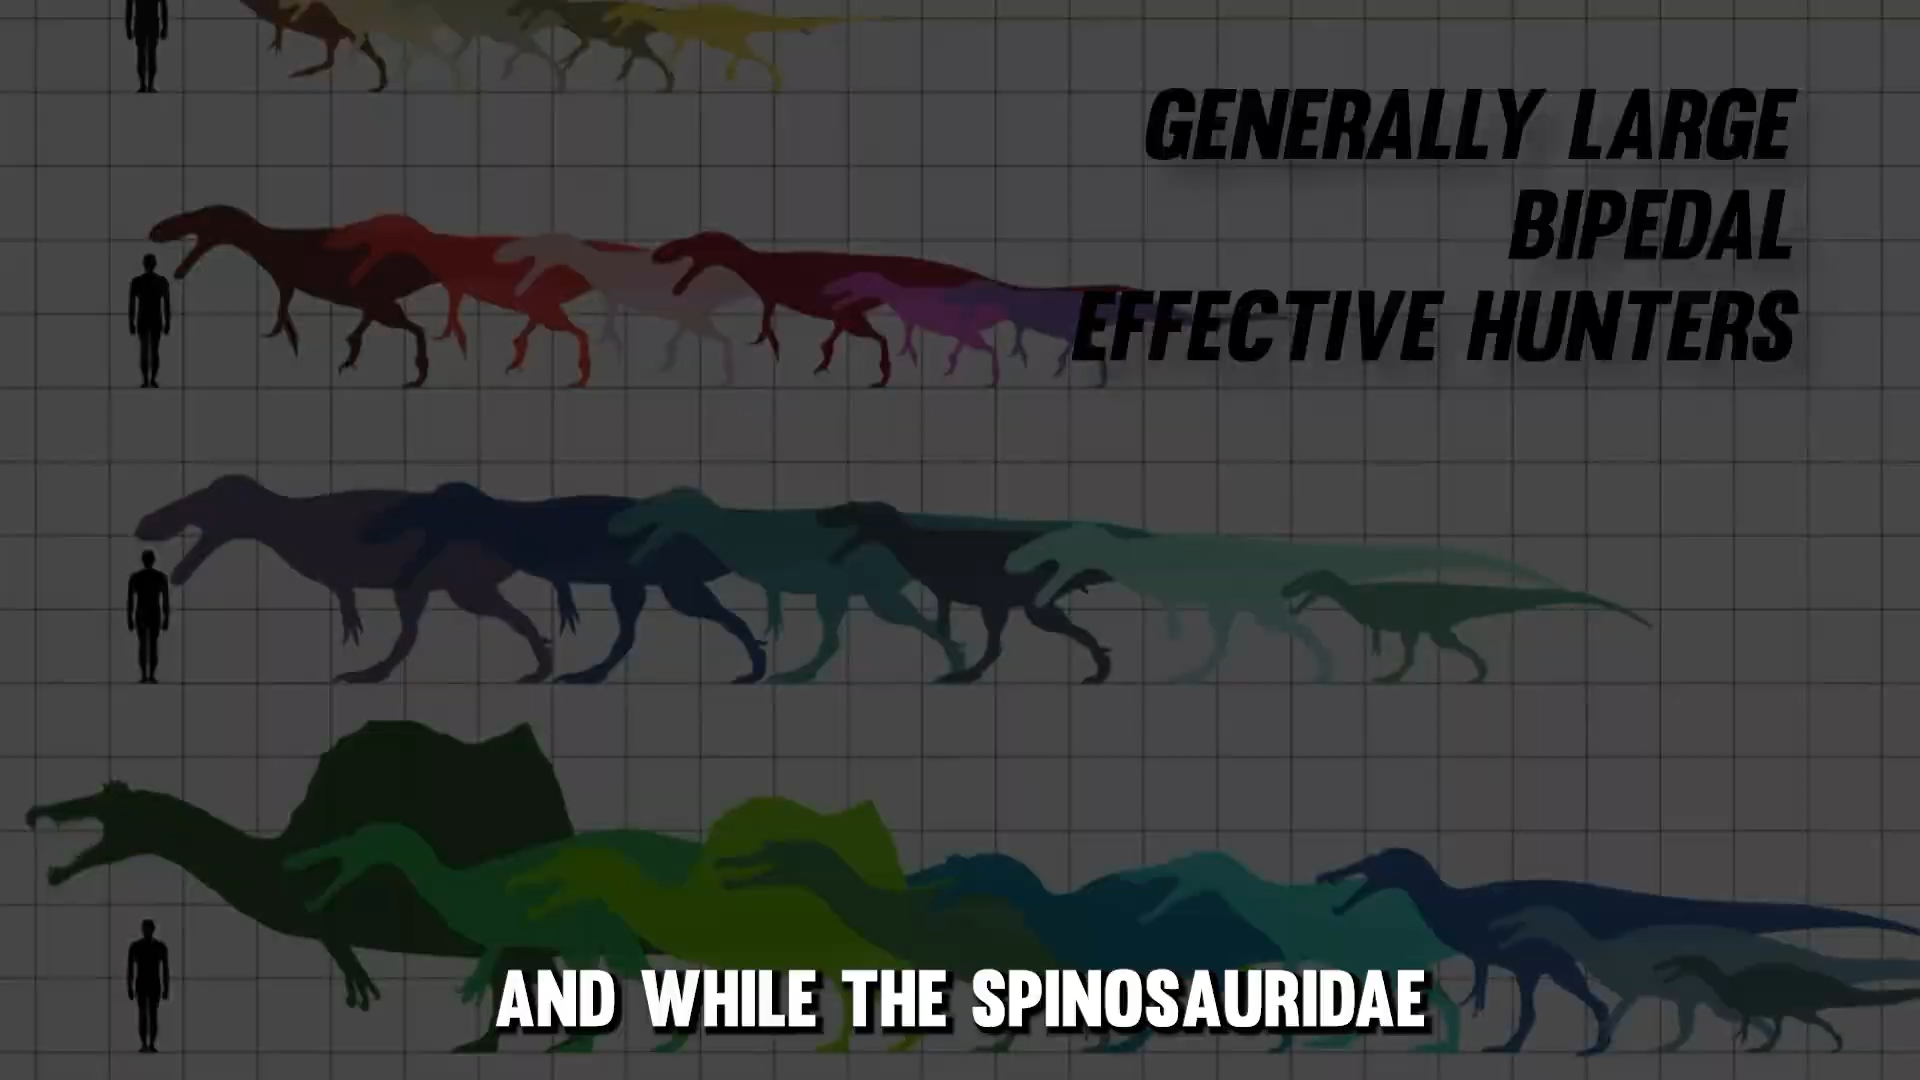 GENERALLY LARGE
BIPEDAL
EFFECTIVE HUNTERS
AND WHILE THE SPINOSAURIDAE